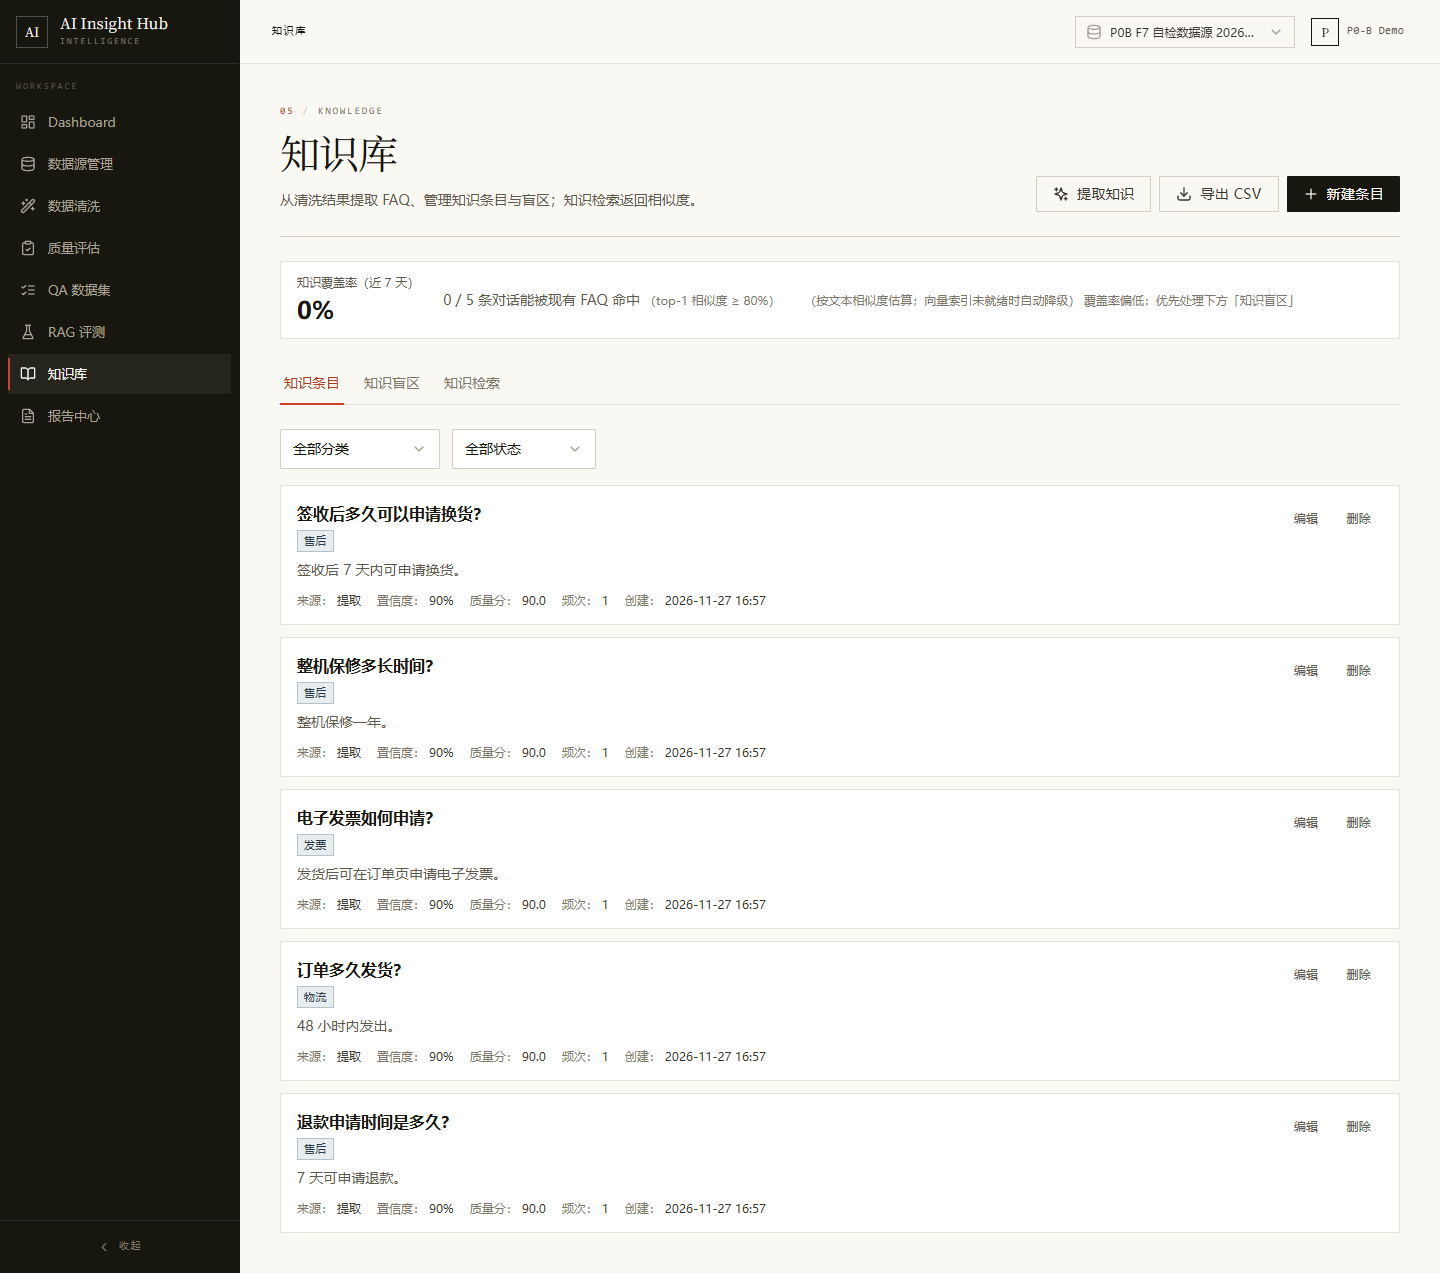 AI
AI Insight Hub
INTELLIGENCE
WORKSPACE
Dashboard
数据源管理
数据清洗
质量评估
QA 数据集
RAG 评测
知识库
报告中心
收起
知识库
P0B F7 自检数据源 2026...
P
P0-B Demo
05 / KNOWLEDGE
知识库
从清洗结果提取 FAQ、管理知识条目与盲区；知识检索返回相似度。
提取知识
导出 CSV
新建条目
知识覆盖率（近 7 天）
0%
0 / 5 条对话能被现有 FAQ 命中 （top-1 相似度 ≥ 80%） （按文本相似度估算；向量索引未就绪时自动降级） 覆盖率偏低：优先处理下方「知识盲区」
知识条目 知识盲区 知识检索
全部分类 全部状态
签收后多久可以申请换货?
编辑 删除
售后
签收后 7 天内可申请换货。
来源： 提取 置信度： 90% 质量分： 90.0 频次： 1 创建： 2026-11-27 16:57
整机保修多长时间?
编辑 删除
售后
整机保修一年。
来源： 提取 置信度： 90% 质量分： 90.0 频次： 1 创建： 2026-11-27 16:57
电子发票如何申请?
编辑 删除
发票
发货后可在订单页申请电子发票。
来源： 提取 置信度： 90% 质量分： 90.0 频次： 1 创建： 2026-11-27 16:57
订单多久发货?
编辑 删除
物流
48 小时内发出。
来源： 提取 置信度： 90% 质量分： 90.0 频次： 1 创建： 2026-11-27 16:57
退款申请时间是多久?
编辑 删除
售后
7 天可申请退款。
来源： 提取 置信度： 90% 质量分： 90.0 频次： 1 创建： 2026-11-27 16:57